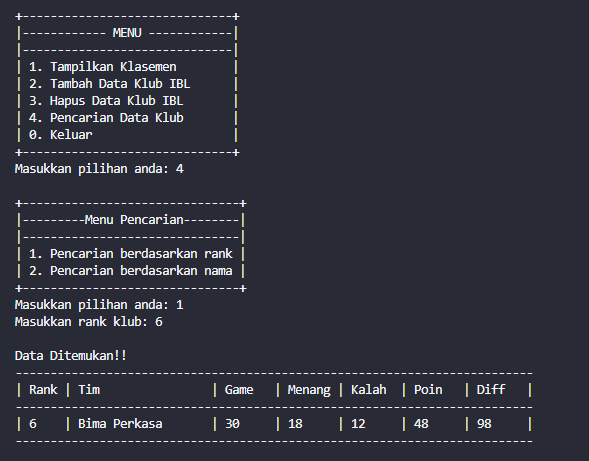 +------------------------------+
|------------ MENU ------------|
|------------------------------|
| 1. Tampilkan Klasemen        |
| 2. Tambah Data Klub IBL      |
| 3. Hapus Data Klub IBL       |
| 4. Pencarian Data Klub       |
| 0. Keluar                    |
+------------------------------+
Masukkan pilihan anda: 4

+-------------------------------+
|---------Menu Pencarian--------|
|-------------------------------|
| 1. Pencarian berdasarkan rank |
| 2. Pencarian berdasarkan nama |
+-------------------------------+
Masukkan pilihan anda: 1
Masukkan rank klub: 6

Data Ditemukan!!
--------------------------------------------------------------------------
| Rank | Tim                | Game   | Menang | Kalah  | Poin   | Diff   |
--------------------------------------------------------------------------
| 6    | Bima Perkasa       | 30     | 18     | 12     | 48     | 98     |
--------------------------------------------------------------------------